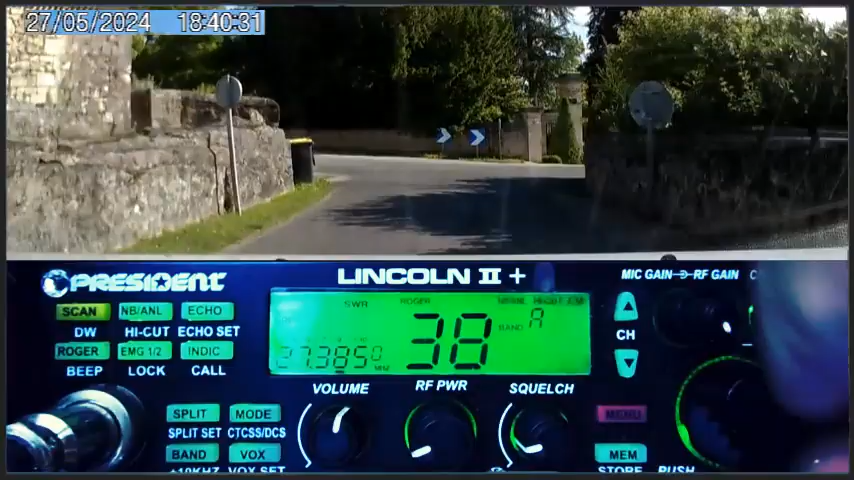 27/05/2024 18:40:31
PRESIDENT LINCOLN II + MIC GAIN RF GAIN
SCAN NB/ANL ECHO
DW HI-CUT ECHO SET
ROGER EMG 1/2 INDIC
BEEP LOCK CALL
SWR ROGER
38 BAND A
27.3850 MHz
CH
VOLUME RF PWR SQUELCH
SPLIT MODE
SPLIT SET CTCSS/DCS
BAND VOX
+10KHZ VOX SET
MENU
MEM
STORE PUSH